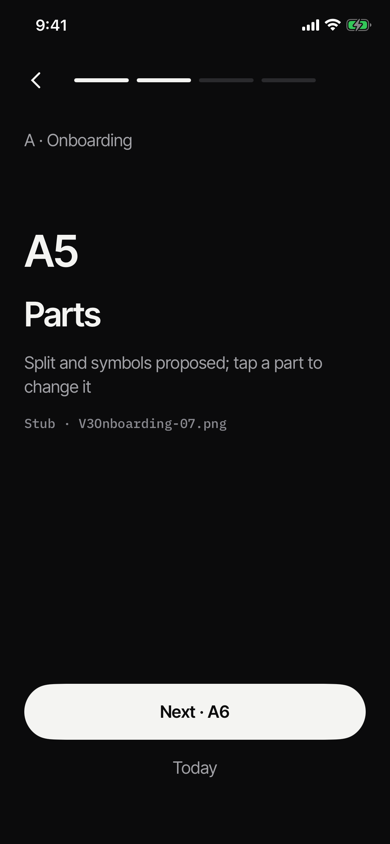 9:41
A · Onboarding
A5
Parts
Split and symbols proposed; tap a part to
change it
Stub · V3Onboarding-07.png
Next · A6
Today